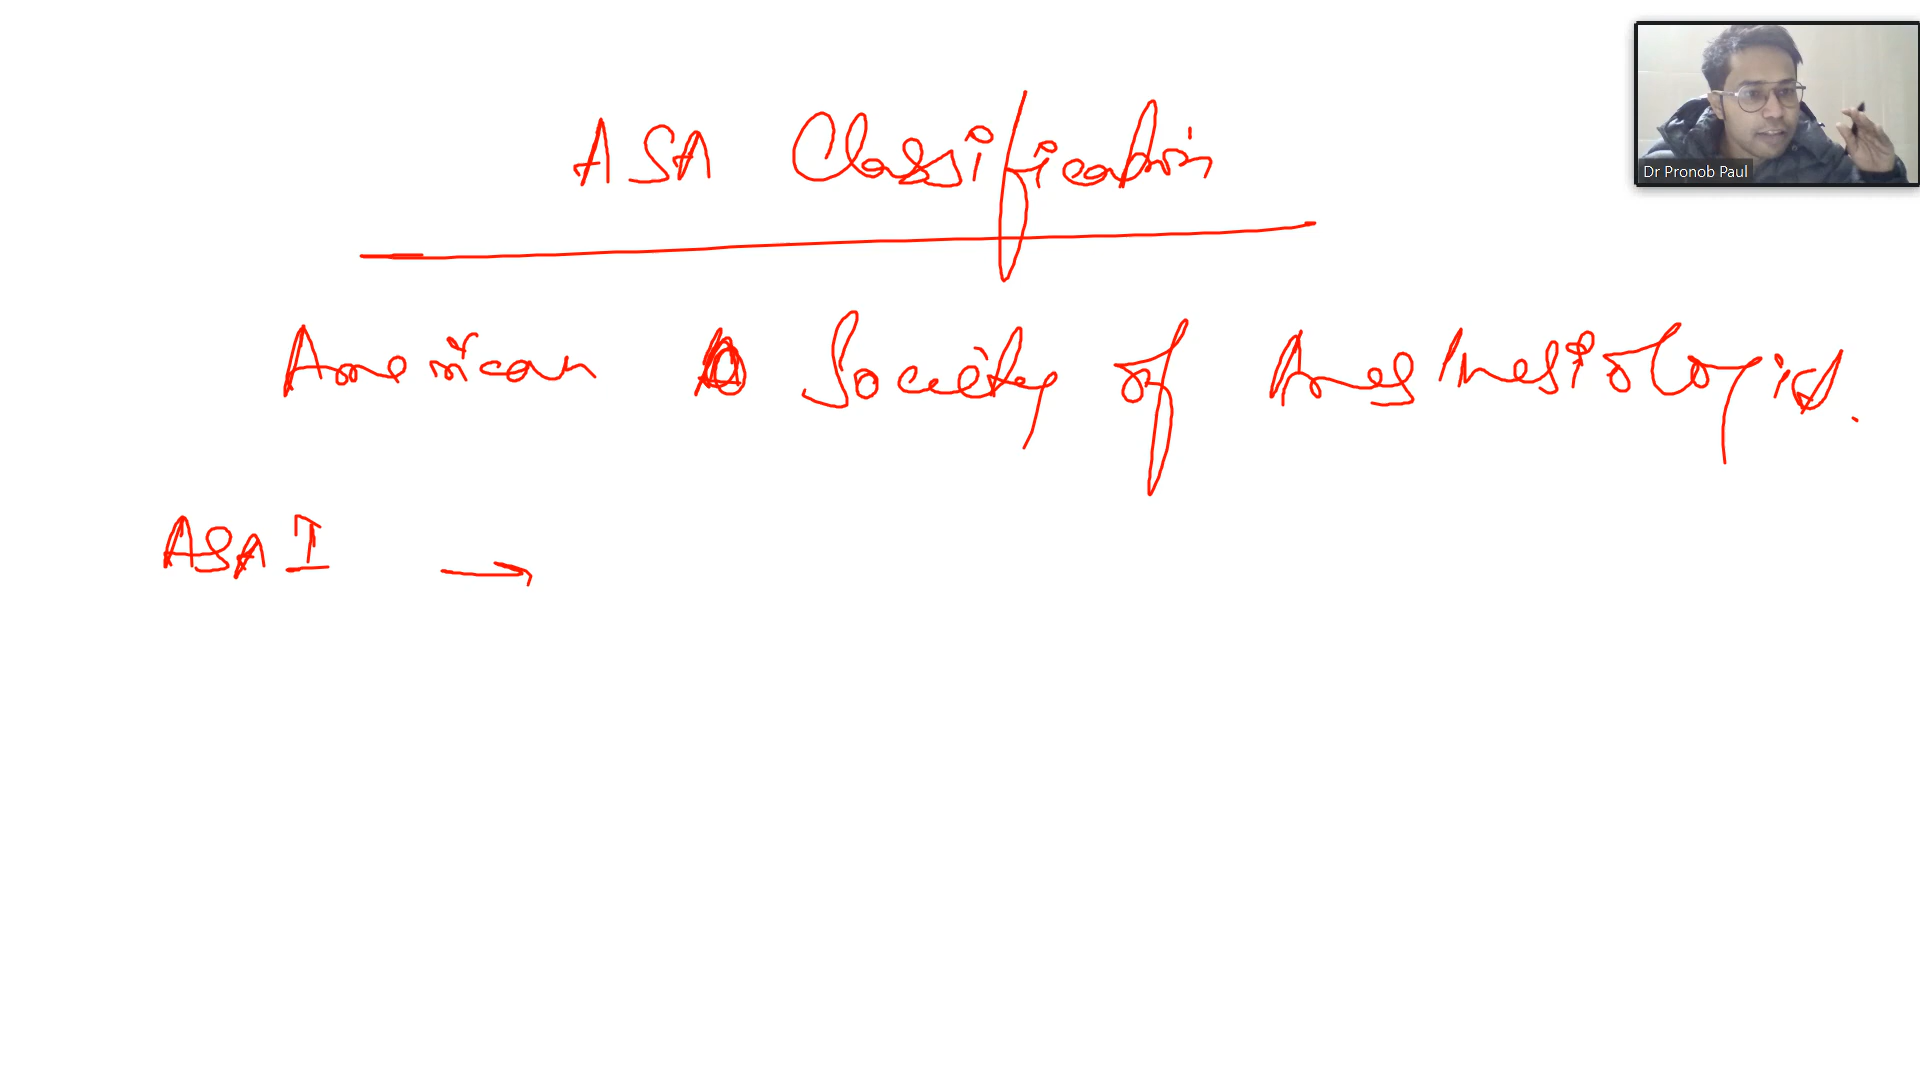 Dr Pronob Paul
ASA Classification
American Society of Anesthesiologist.
ASA I →